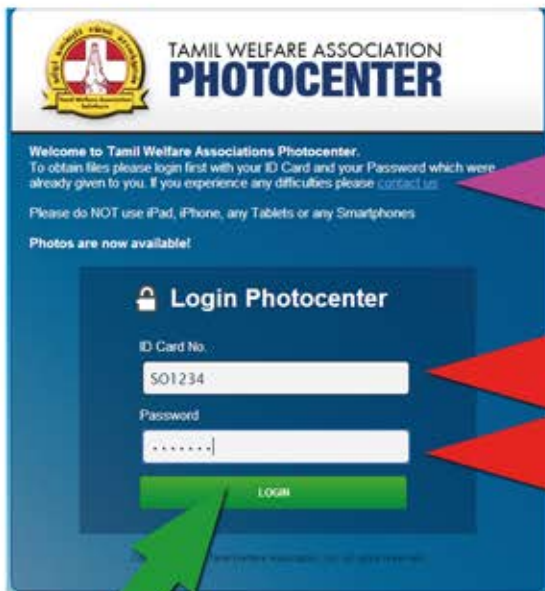 TAMIL WELFARE ASSOCIATION
PHOTOCENTER
Welcome to Tamil Welfare Associations Photocenter.
To obtain files please login first with your ID Card and your Password which were
already given to you. If you experience any difficulties please contact us
Please do NOT use iPad, iPhone, any Tablets or any Smartphones
Photos are now available!
Login Photocenter
ID Card No.
SO1234
Password
.......
LOGIN